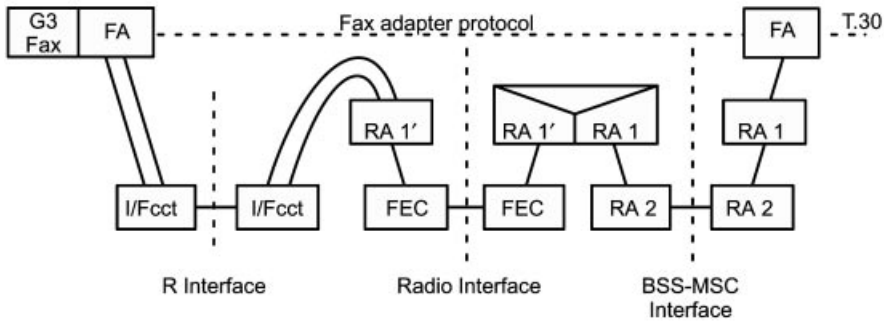 G3
Fax
FA
Fax adapter protocol
FA
T.30
RA 1′
RA 1′
RA 1
RA 1
I/Fcct
I/Fcct
FEC
FEC
RA 2
RA 2
R Interface
Radio Interface
BSS-MSC
Interface